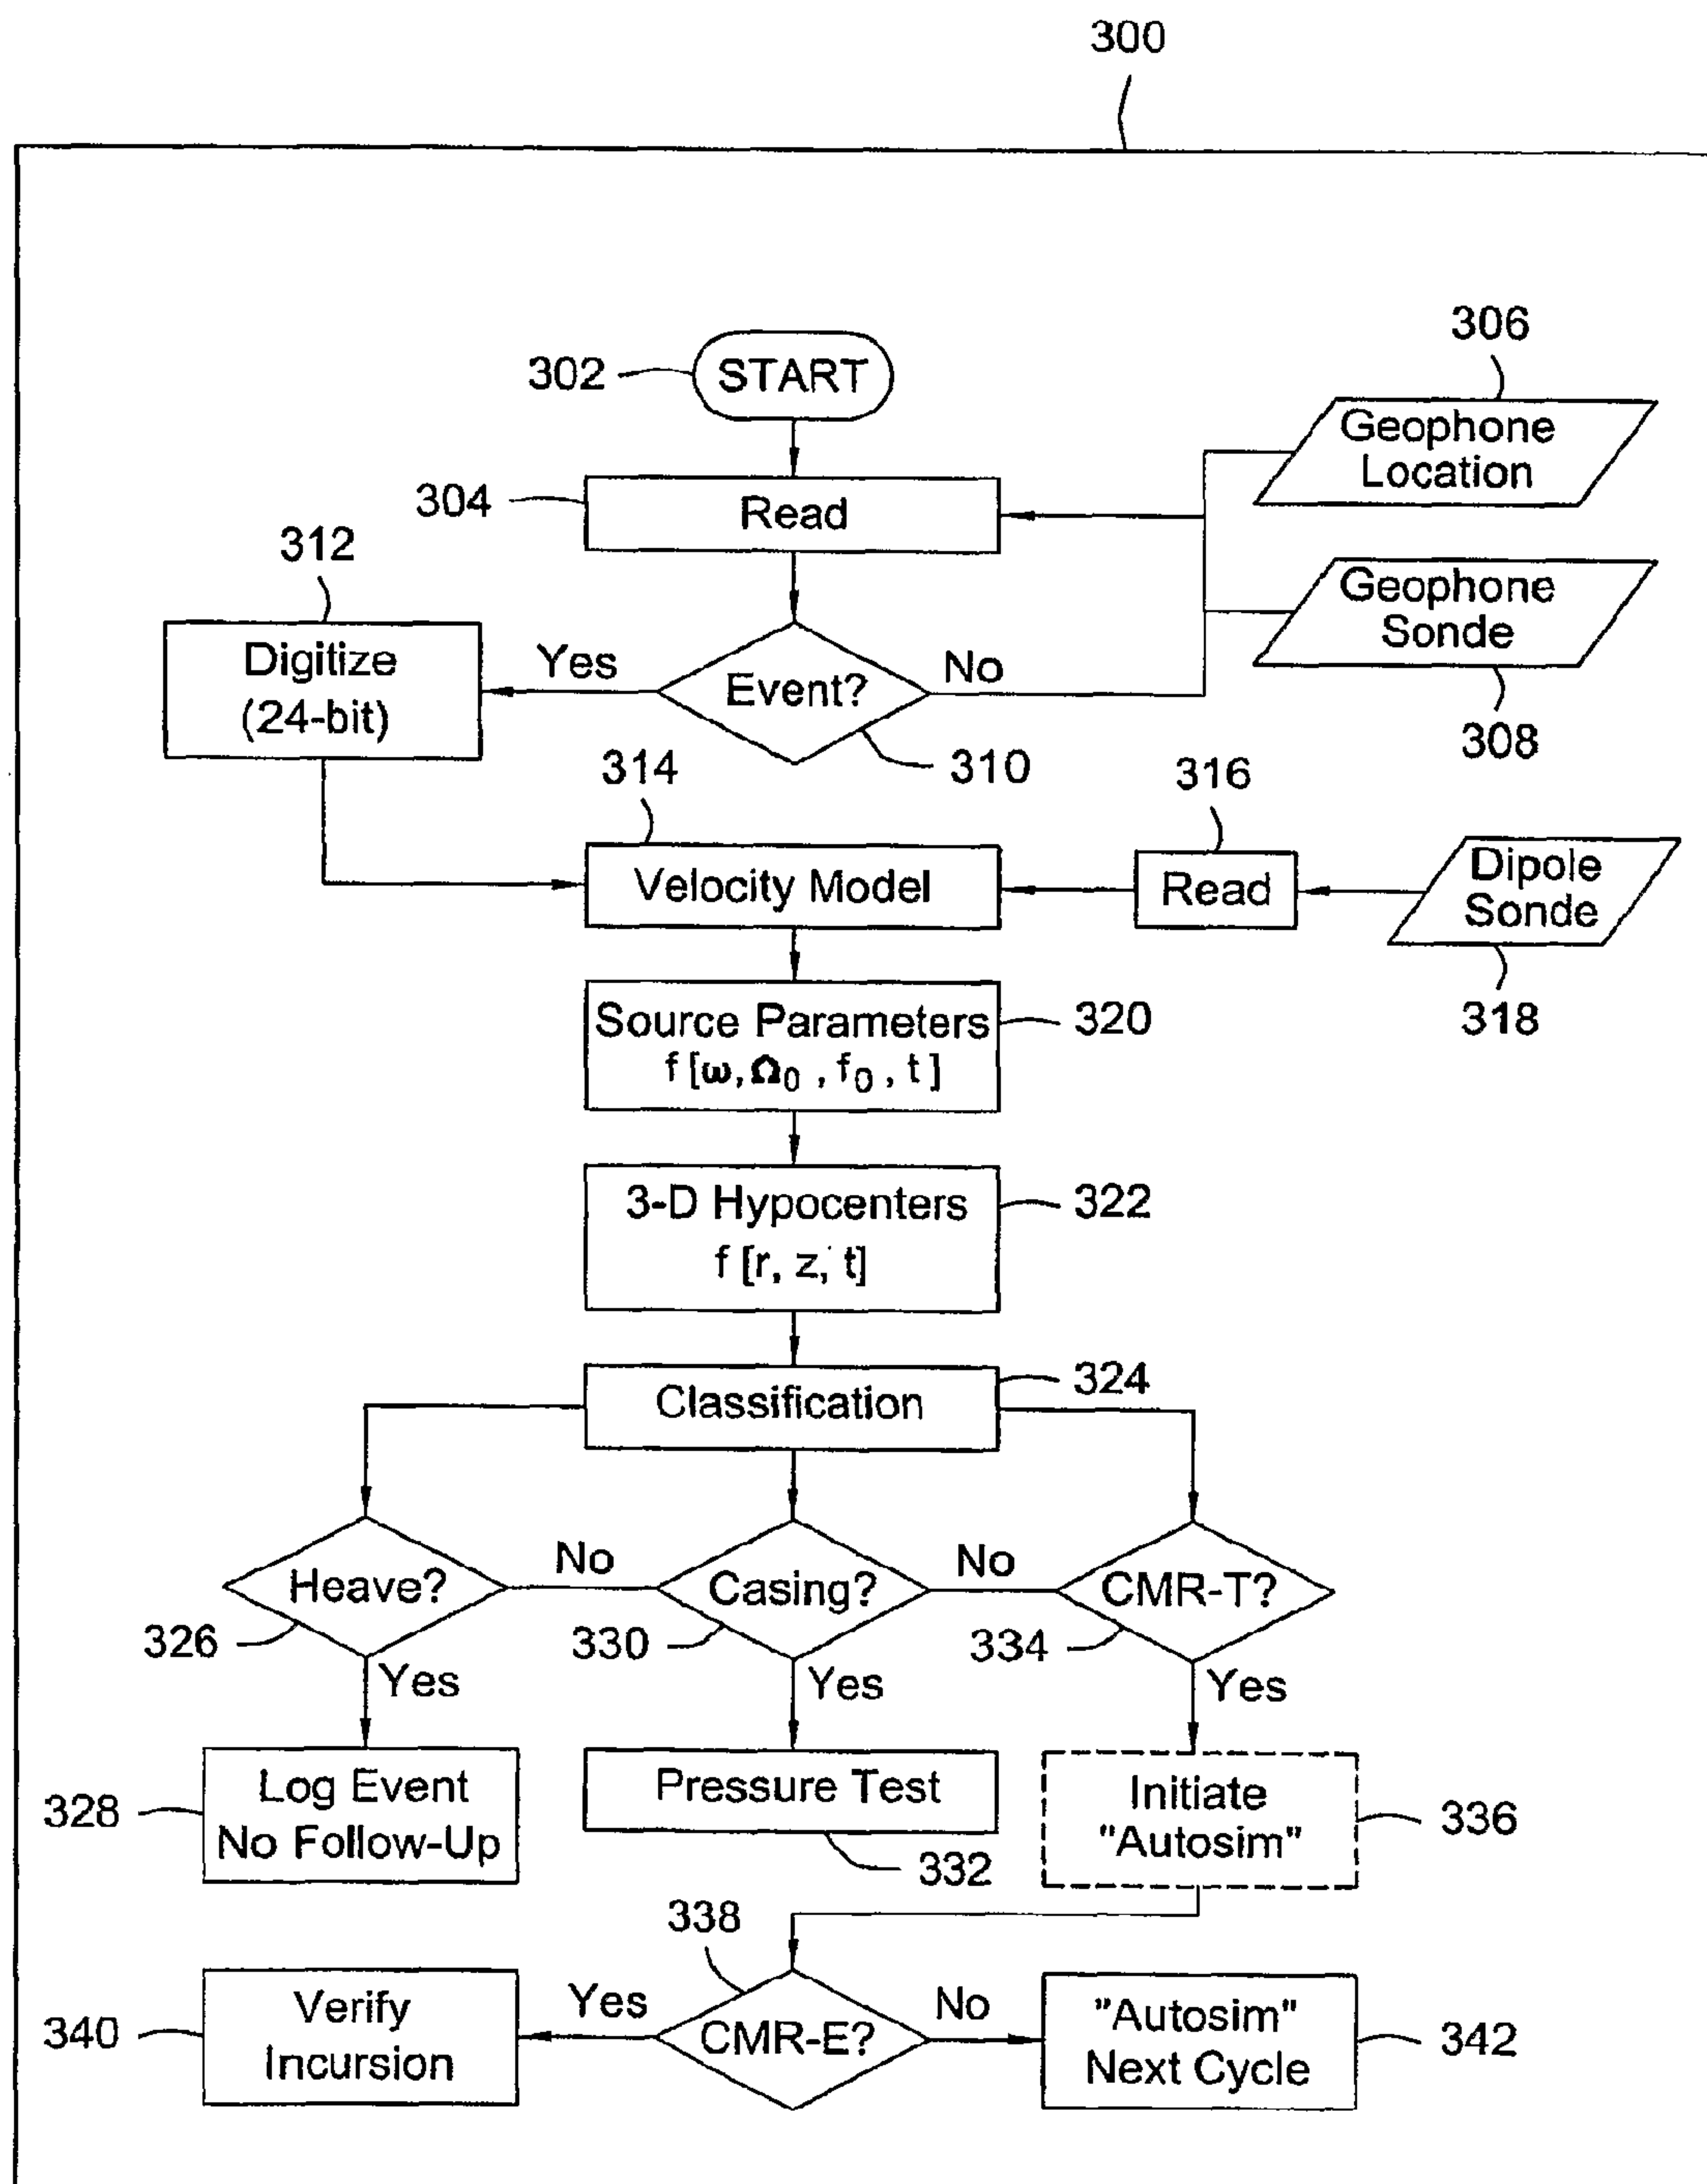 300
306
302
START
Geophone
Location
304
Read
312
Geophone
Sonde
Digitize
(24-bit)
Yes
Event?
No
308
314
310
316
Velocity Model
Read
Dipole
Sonde
Source Parameters
f [ω, Ω₀ , f₀ , t ]
320
318
3-D Hypocenters
f [r, z, t]
322
Classification
324
Heave?
No
Casing?
No
CMR-T?
326
330
334
Yes
Yes
Yes
Log Event
No Follow-Up
328
Pressure Test
332
Initiate
"Autosim"
336
338
Verify
Incursion
340
Yes
CMR-E?
No
"Autosim"
Next Cycle
342